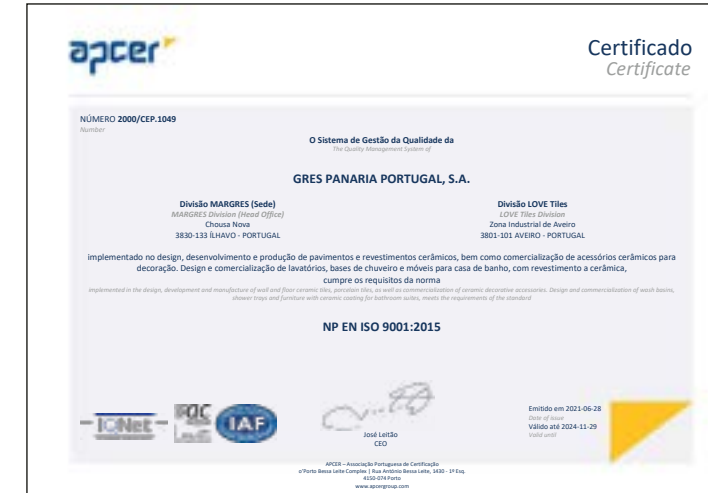 apcer
Certificado
Certificate
NÚMERO 2000/CEP.1049
Number
O Sistema de Gestão da Qualidade da
The Quality Management System of
GRES PANARIA PORTUGAL, S.A.
Divisão MARGRES (Sede)
MARGRES Division (Head Office)
Chousa Nova
3830-133 ÍLHAVO - PORTUGAL
Divisão LOVE Tiles
LOVE Tiles Division
Zona Industrial de Aveiro
3801-101 AVEIRO - PORTUGAL
implementado no design, desenvolvimento e produção de pavimentos e revestimentos cerâmicos, bem como comercialização de acessórios cerâmicos para
decoração. Design e comercialização de lavatórios, bases de chuveiro e móveis para casa de banho, com revestimento a cerâmica,
cumpre os requisitos da norma
implemented in the design, development and manufacture of wall and floor ceramic tiles, porcelain tiles, as well as commercialization of ceramic decorative accessories. Design and commercialization of wash basins,
shower trays and furniture with ceramic coating for bathroom suites, meets the requirements of the standard
NP EN ISO 9001:2015
IQNet
IAF
José Leitão
CEO
Emitido em 2021-06-28
Date of issue
Válido até 2024-11-29
Valid until
APCER – Associação Portuguesa de Certificação
o'Porto Bessa Leite Complex | Rua António Bessa Leite, 1430 - 1º Esq.
4150-074 Porto
www.apcergroup.com